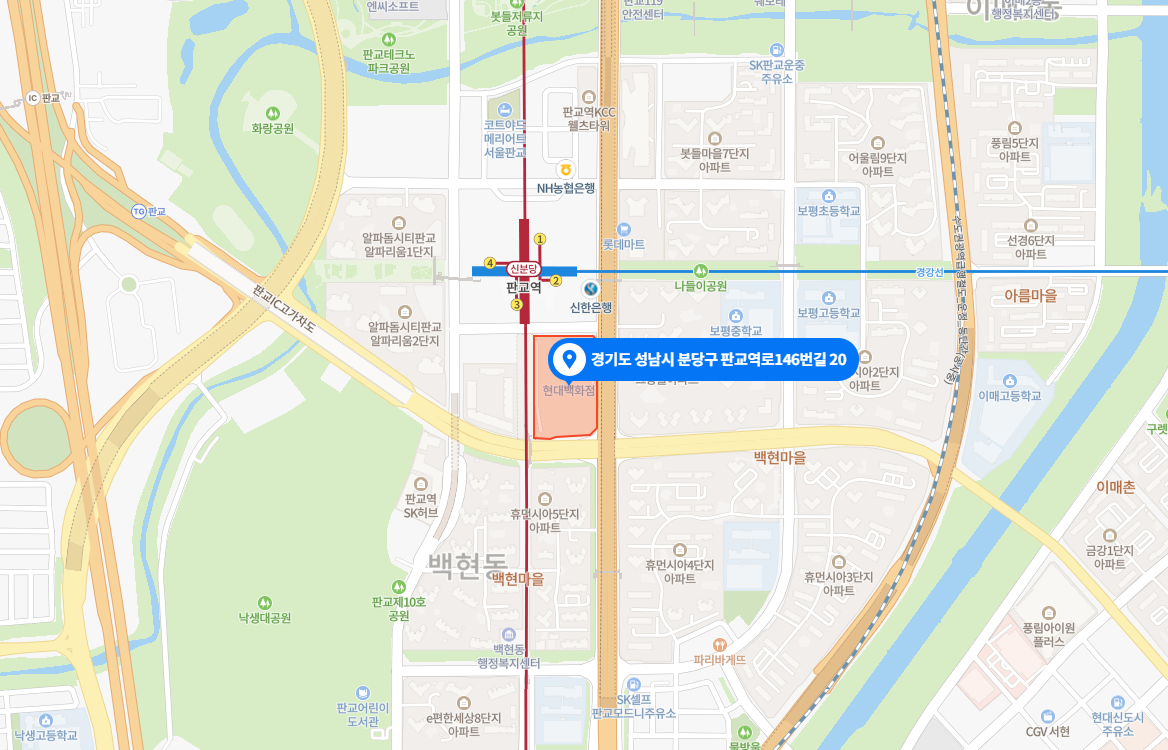 엔씨소프트
봇들저류지
공원
판교119
안전센터
행정복지센터
판교테크노
파크공원
SK판교운중
주유소
IC 판교
화랑공원
코트야드
메리어트
서울판교
판교역KCC
웰츠타워
봇들마을7단지
아파트
어울림9단지
아파트
풍림5단지
아파트
NH농협은행
TG 판교
보평초등학교
알파돔시티판교
알파리움1단지
롯데마트
선경6단지
아파트
1
4
신분당
2
판교역
3
나들이공원
경강선
신한은행
아름마을
판교IC고가차도
알파돔시티판교
알파리움2단지
보평중학교
보평고등학교
경기도 성남시 분당구 판교역로146번길 20
현대백화점
아파트
이매고등학교
백현마을
이매촌
판교역
SK허브
휴먼시아5단지
아파트
백현동
백현마을
휴먼시아4단지
아파트
휴먼시아3단지
아파트
금강1단지
아파트
낙생대공원
판교제10호
공원
풍림아이원
플러스
백현동
행정복지센터
파리바게뜨
판교어린이
도서관
e편한세상8단지
아파트
SK셀프
판교모드니주유소
낙생고등학교
CGV 서현
현대신도시
주유소